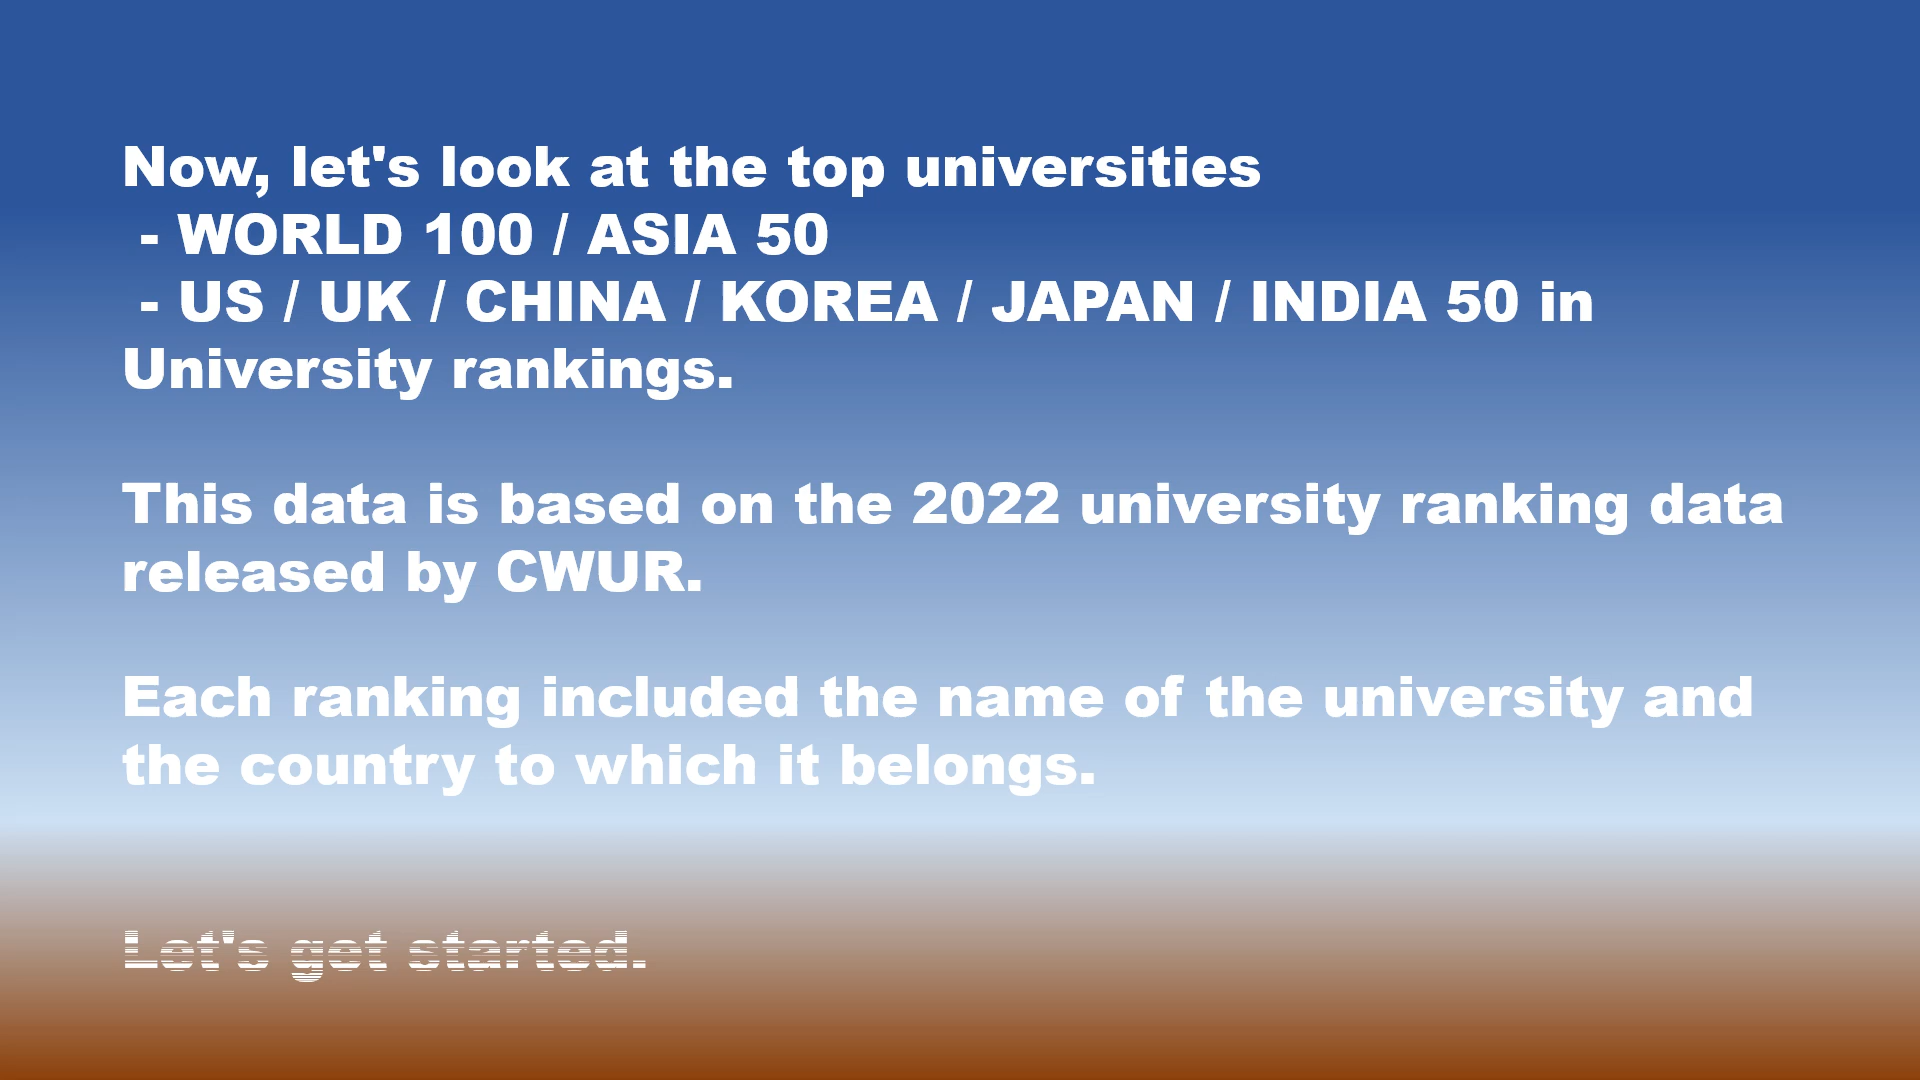 Now, let's look at the top universities
- WORLD 100 / ASIA 50
- US / UK / CHINA / KOREA / JAPAN / INDIA 50 in
University rankings.
This data is based on the 2022 university ranking data
released by CWUR.
Each ranking included the name of the university and
the country to which it belongs.
Let's get started.